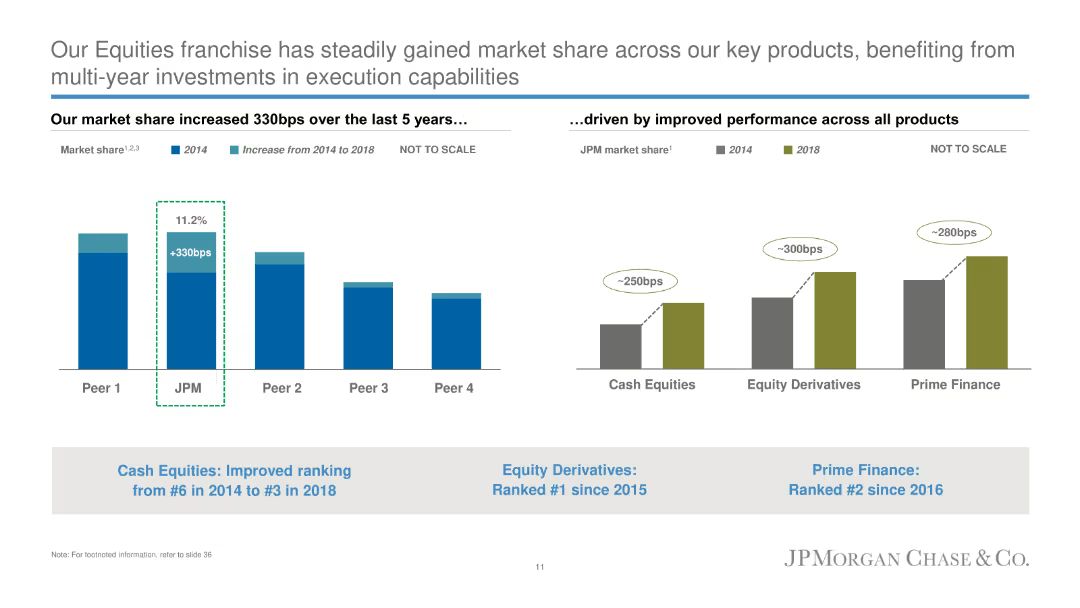 Our Equities franchise has steadily gained market share across our key products, benefiting from
multi-year investments in execution capabilities
Our market share increased 330bps over the last 5 years…
Market share1,2,3
2014
Increase from 2014 to 2018
NOT TO SCALE
11.2%
+330bps
Peer 1
JPM
Peer 2
Peer 3
Peer 4
…driven by improved performance across all products
JPM market share1
2014
2018
NOT TO SCALE
~250bps
~300bps
~280bps
Cash Equities
Equity Derivatives
Prime Finance
Cash Equities: Improved ranking
from #6 in 2014 to #3 in 2018
Equity Derivatives:
Ranked #1 since 2015
Prime Finance:
Ranked #2 since 2016
Note: For footnoted information, refer to slide 36
11
JPMORGAN CHASE & CO.